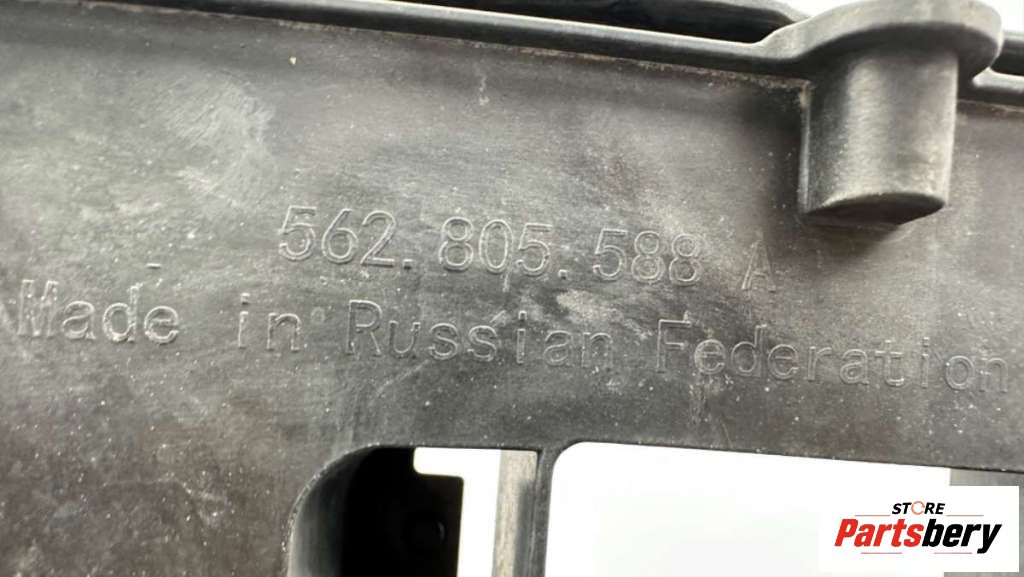 562.805.588 A
Made in Russian Federation
STORE
Partsbery